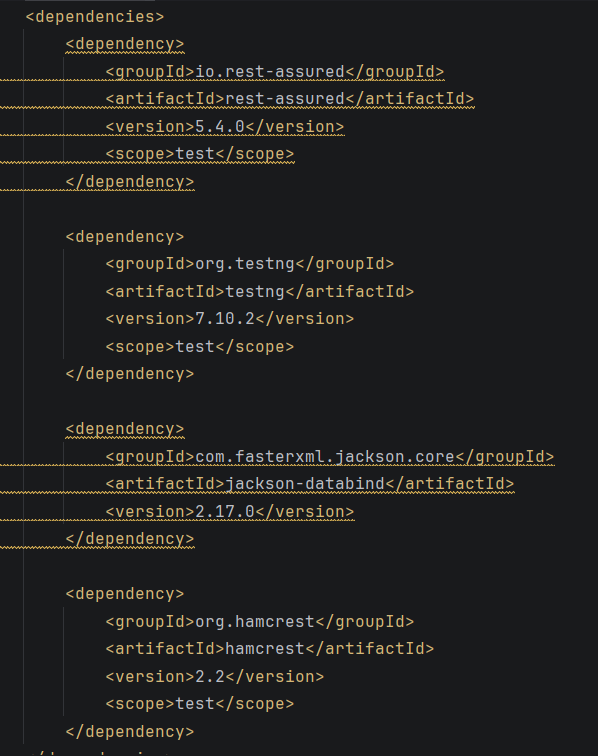 <dependencies>
<dependency>
<groupId>io.rest-assured</groupId>
<artifactId>rest-assured</artifactId>
<version>5.4.0</version>
<scope>test</scope>
</dependency>
<dependency>
<groupId>org.testng</groupId>
<artifactId>testng</artifactId>
<version>7.10.2</version>
<scope>test</scope>
</dependency>
<dependency>
<groupId>com.fasterxml.jackson.core</groupId>
<artifactId>jackson-databind</artifactId>
<version>2.17.0</version>
</dependency>
<dependency>
<groupId>org.hamcrest</groupId>
<artifactId>hamcrest</artifactId>
<version>2.2</version>
<scope>test</scope>
</dependency>